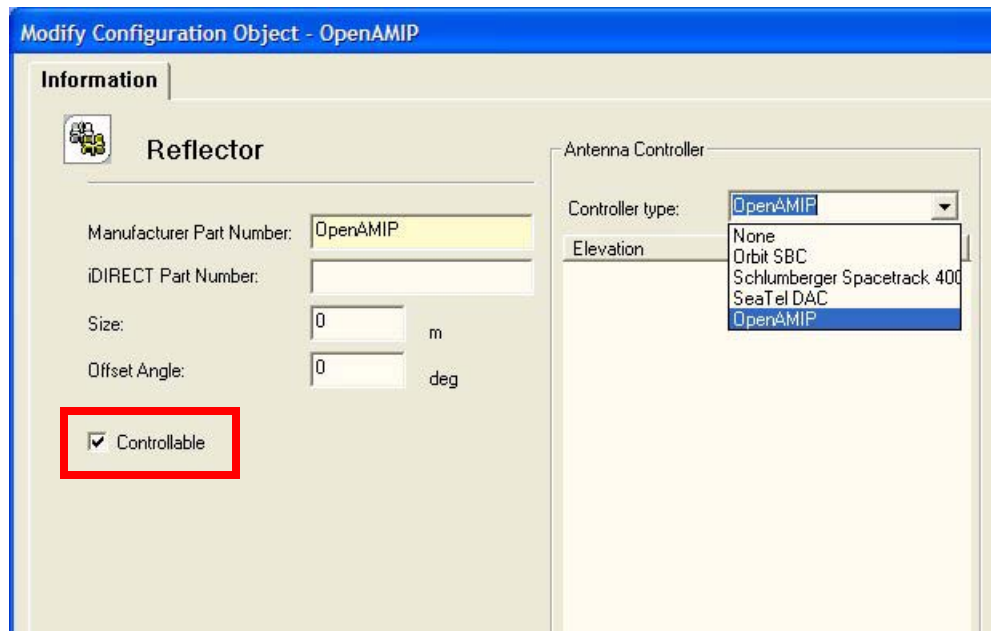 Modify Configuration Object - OpenAMIP
Information
Reflector
Manufacturer Part Number: OpenAMIP
iDIRECT Part Number:
Size: 0 m
Offset Angle: 0 deg
Controllable
Antenna Controller
Controller type: OpenAMIP
Elevation
None
Orbit SBC
Schlumberger Spacetrack 400
SeaTel DAC
OpenAMIP